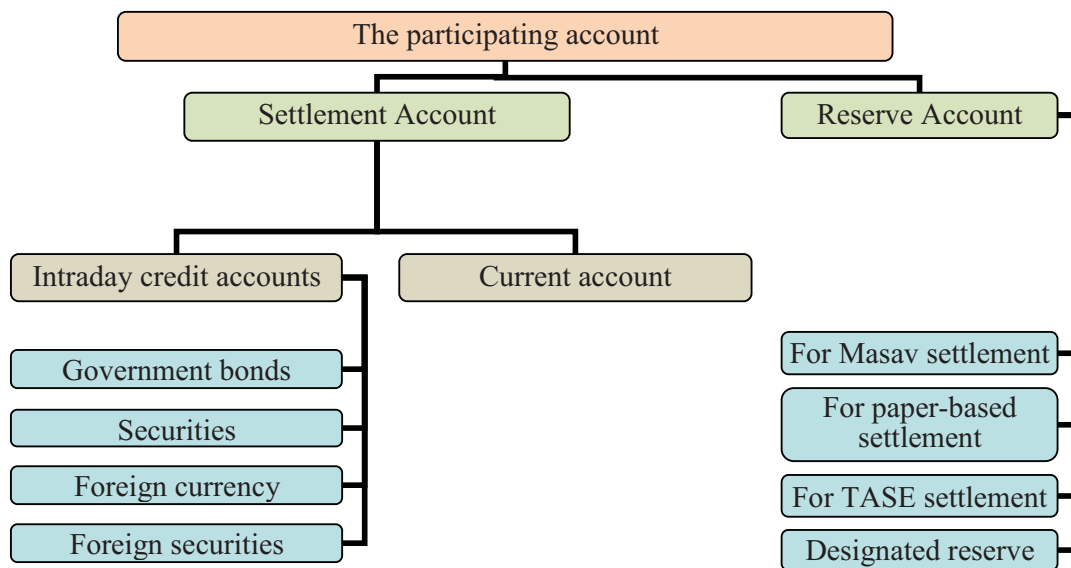 The participating account
Settlement Account
Reserve Account
Intraday credit accounts
Current account
Government bonds
Securities
Foreign currency
Foreign securities
For Masav settlement
For paper-based
settlement
For TASE settlement
Designated reserve